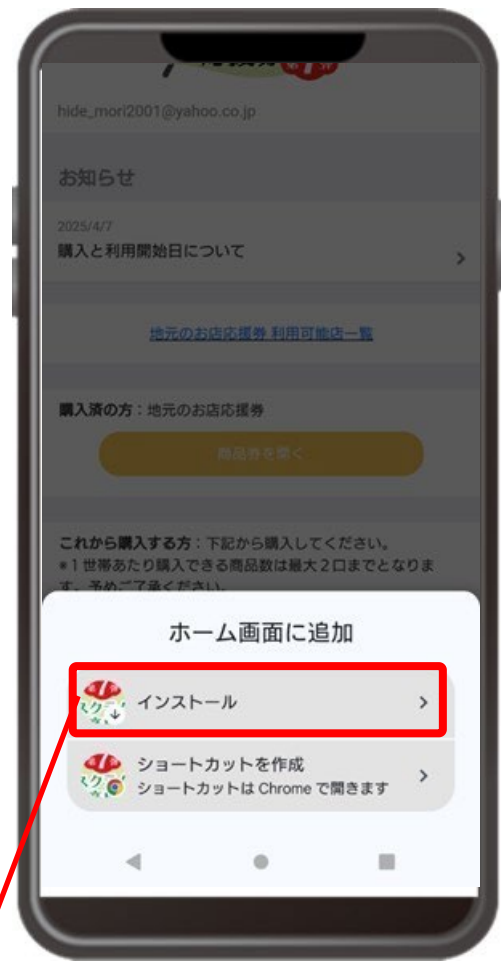 hide_mori2001@yahoo.co.jp
お知らせ
2025/4/7
購入と利用開始日について
地元のお店応援券 利用可能店一覧
購入済の方：地元のお店応援券
商品券を開く
これから購入する方：下記から購入してください。
*１世帯あたり購入できる商品数は最大２口までとなりま
す。予めご了承ください。
ホーム画面に追加
インストール
ショートカットを作成
ショートカットは Chrome で開きます